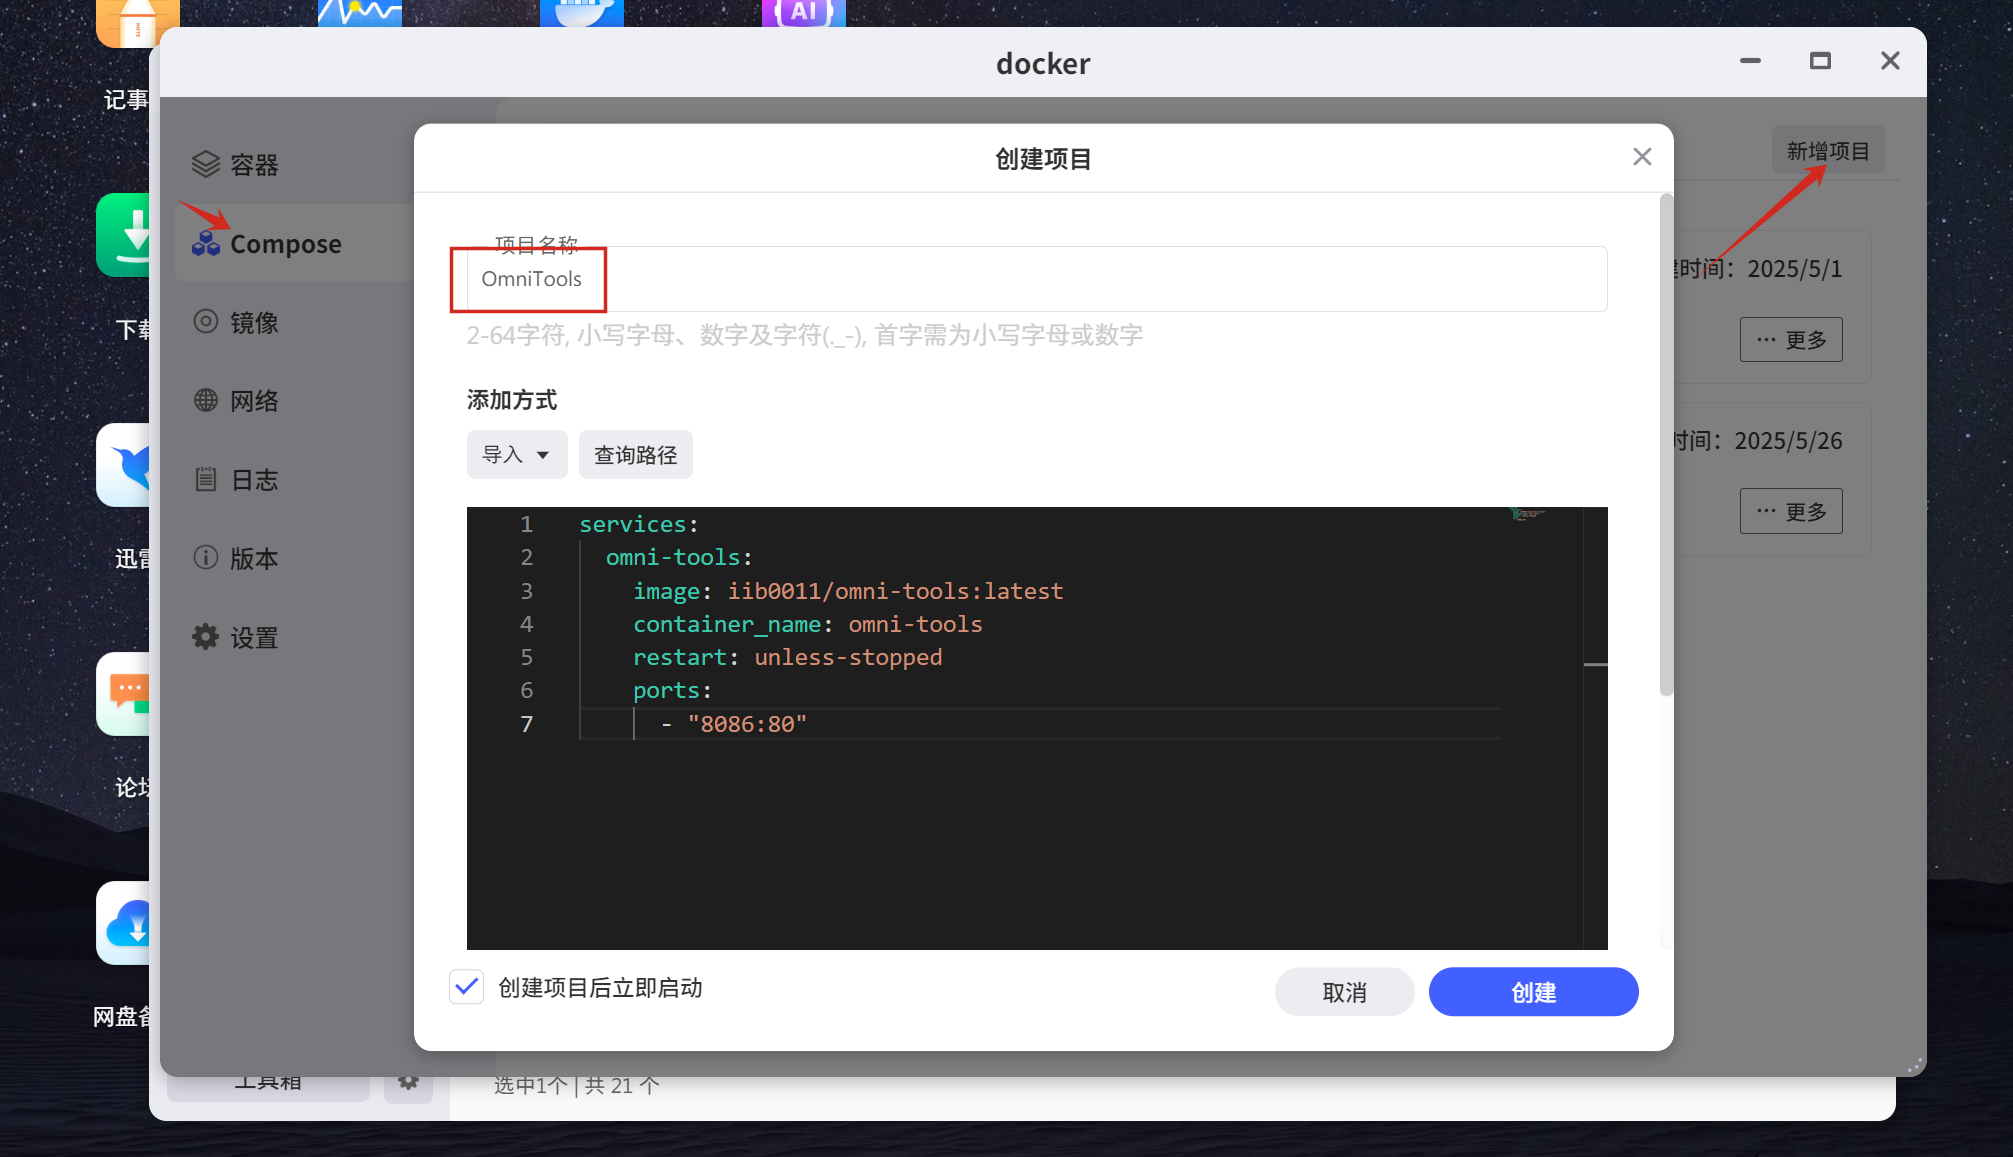 AI
docker
记事
容器
Compose
镜像
网络
日志
版本
设置
下载
论坛
新增项目
创建项目
项目名称
OmniTools
2-64字符, 小写字母、数字及字符(._-), 首字需为小写字母或数字
添加方式
导入
查询路径
1 services:
2 omni-tools:
3 image: iib0011/omni-tools:latest
4 container_name: omni-tools
5 restart: unless-stopped
6 ports:
7 - "8086:80"
创建项目后立即启动
取消
创建
建时间：2025/5/1
··· 更多
时间：2025/5/26
··· 更多
迅雷
网盘备
工具箱
选中1个 | 共 21 个